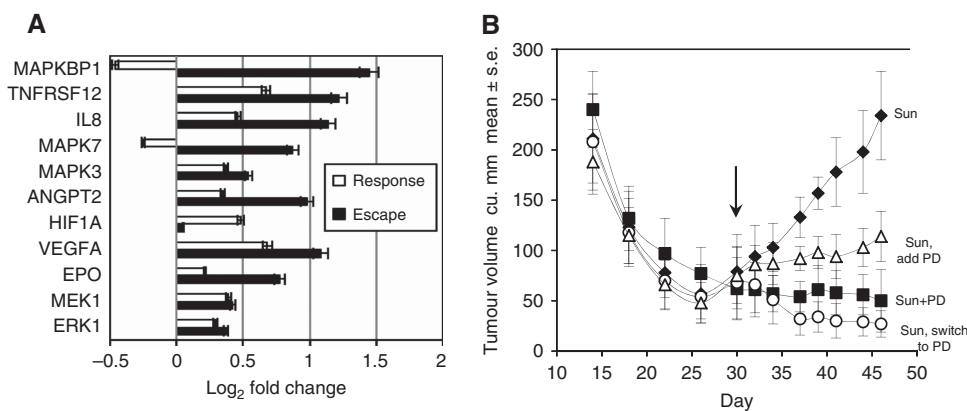 A
MAPKBP1
TNFRSF12
IL8
MAPK7
MAPK3
ANGPT2
HIF1A
VEGFA
EPO
MEK1
ERK1
Response
Escape
–0.5 0 0.5 1 1.5 2
Log2 fold change
B
Tumour volume cu. mm mean ± s.e.
300
250
200
150
100
50
0
10 15 20 25 30 35 40 45 50
Day
Sun
Sun,
add PD
Sun+PD
Sun, switch
to PD